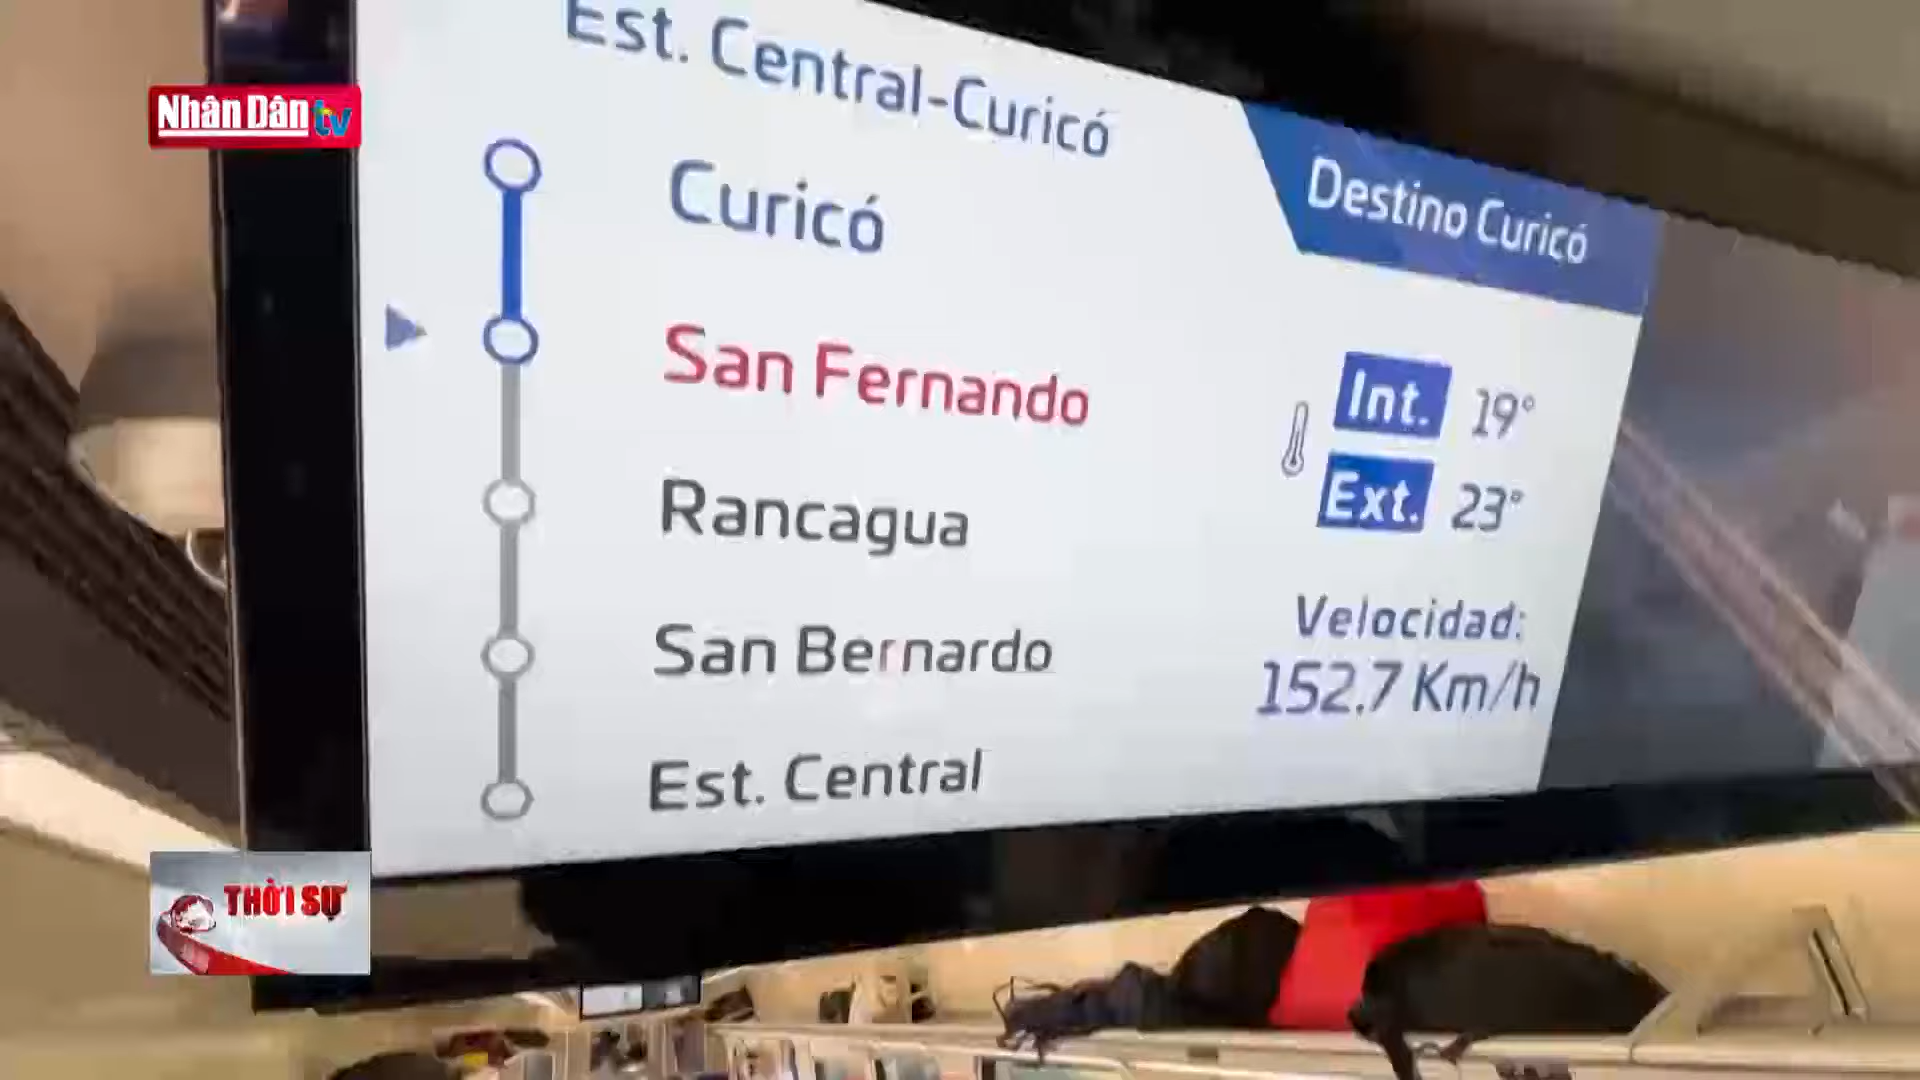 Est. Central-Curicó
Nhân Dân tv
Destino Curicó
Curicó
San Fernando
Int. 19°
Ext. 23°
Rancagua
Velocidad:
152.7 Km/h
San Bernardo
Est. Central
THỜI SỰ